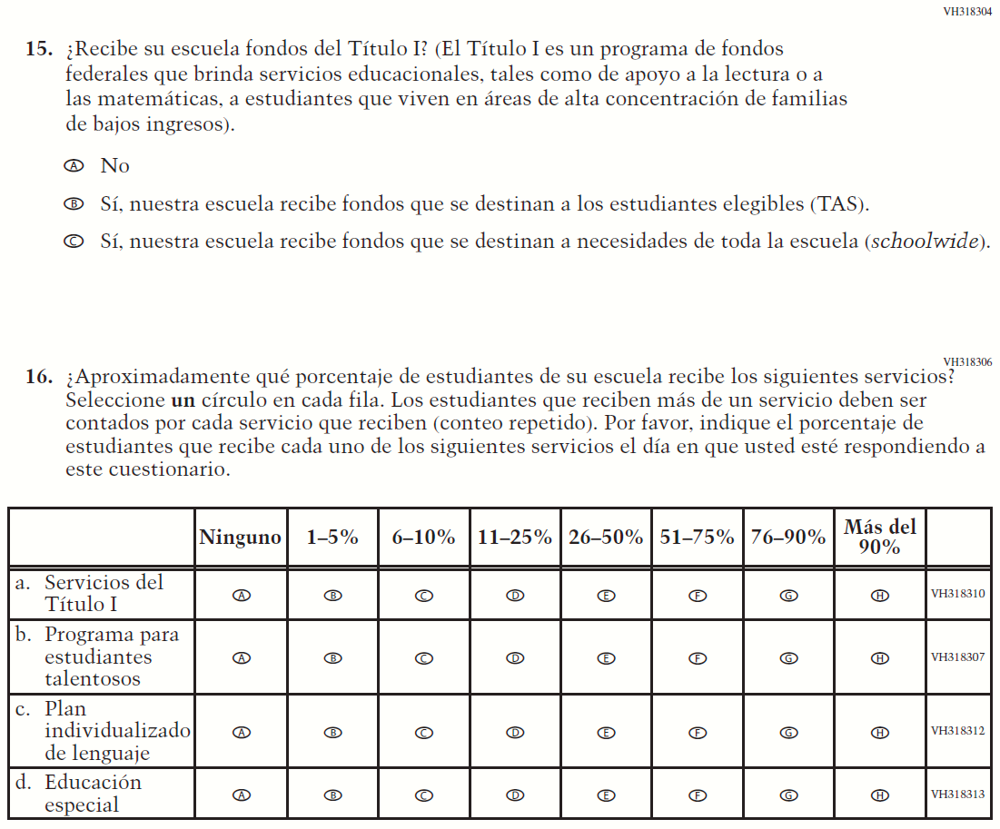 VH318304
15. ¿Recibe su escuela fondos del Título I? (El Título I es un programa de fondos
federales que brinda servicios educacionales, tales como de apoyo a la lectura o a
las matemáticas, a estudiantes que viven en áreas de alta concentración de familias
de bajos ingresos).
A No
B Sí, nuestra escuela recibe fondos que se destinan a los estudiantes elegibles (TAS).
C Sí, nuestra escuela recibe fondos que se destinan a necesidades de toda la escuela (schoolwide).
VH318306
16. ¿Aproximadamente qué porcentaje de estudiantes de su escuela recibe los siguientes servicios?
Seleccione un círculo en cada fila. Los estudiantes que reciben más de un servicio deben ser
contados por cada servicio que reciben (conteo repetido). Por favor, indique el porcentaje de
estudiantes que recibe cada uno de los siguientes servicios el día en que usted esté respondiendo a
este cuestionario.
Ninguno 1–5% 6–10% 11–25% 26–50% 51–75% 76–90% Más del
90%
a. Servicios del
Título I
A B C D E F G H VH318310
b. Programa para
estudiantes
talentosos
A B C D E F G H VH318307
c. Plan
individualizado
de lenguaje
A B C D E F G H VH318312
d. Educación
especial
A B C D E F G H VH318313